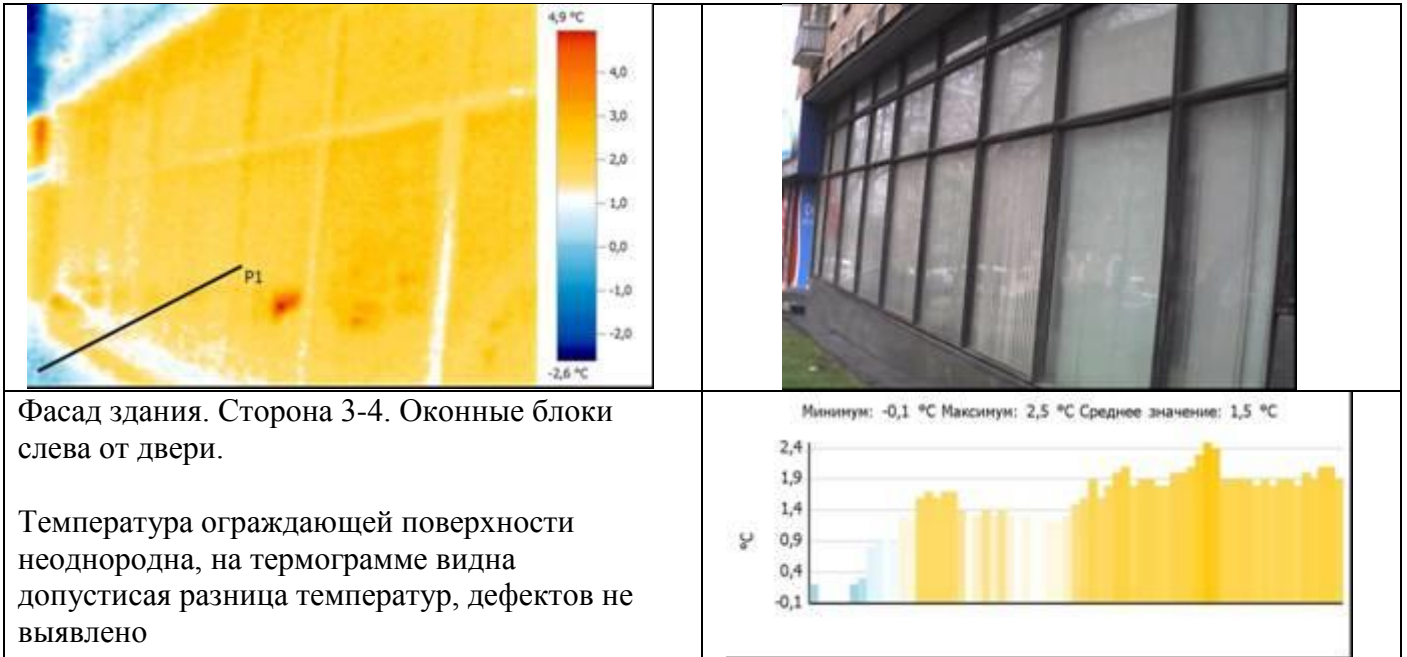 4,9 °C
4,0
3,0
2,0
1,0
0,0
-1,0
-2,0
-2,6 °C
P1
Фасад здания. Сторона 3-4. Оконные блоки
слева от двери.
Температура ограждающей поверхности
неоднородна, на термограмме видна
допустисая разница температур, дефектов не
выявлено
Минимум: -0,1 °C Максимум: 2,5 °C Среднее значение: 1,5 °C
2,4
1,9
1,4
0,9
0,4
-0,1
°C